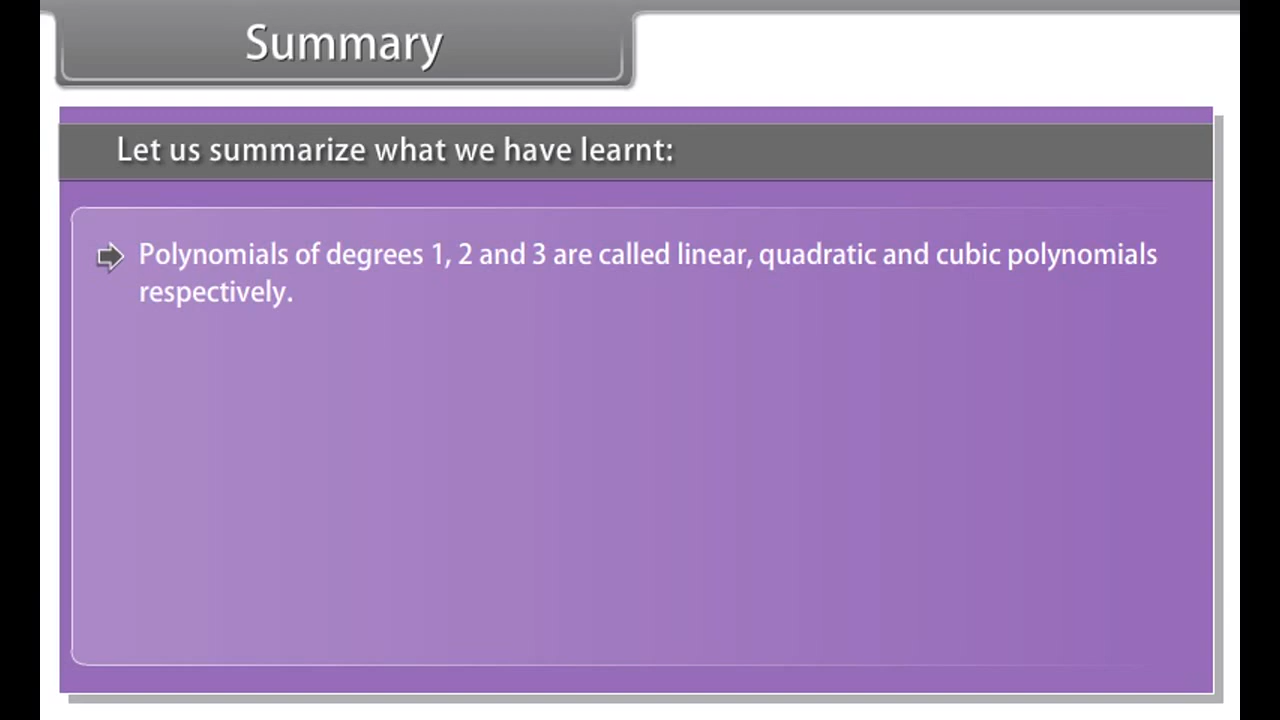 Summary
Let us summarize what we have learnt:
Polynomials of degrees 1, 2 and 3 are called linear, quadratic and cubic polynomials
respectively.